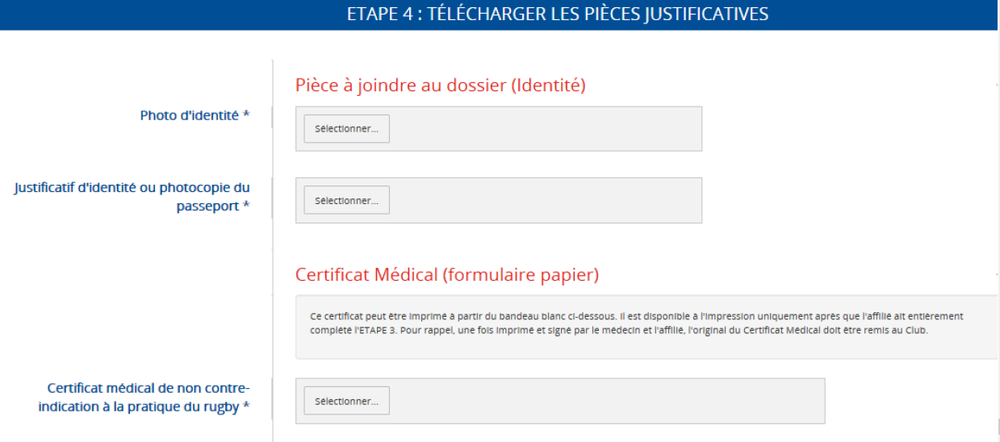 ETAPE 4 : TÉLÉCHARGER LES PIÈCES JUSTIFICATIVES
Pièce à joindre au dossier (Identité)
Photo d'identité *
Sélectionner...
Justificatif d'identité ou photocopie du
passeport *
Sélectionner...
Certificat Médical (formulaire papier)
Ce certificat peut être imprimé à partir du bandeau blanc ci-dessous. Il est disponible à l'impression uniquement après que l'affilié ait entièrement
complété l'ETAPE 3. Pour rappel, une fois imprimé et signé par le médecin et l'affilié, l'original du Certificat Médical doit être remis au Club.
Certificat médical de non contre-
indication à la pratique du rugby *
Sélectionner...